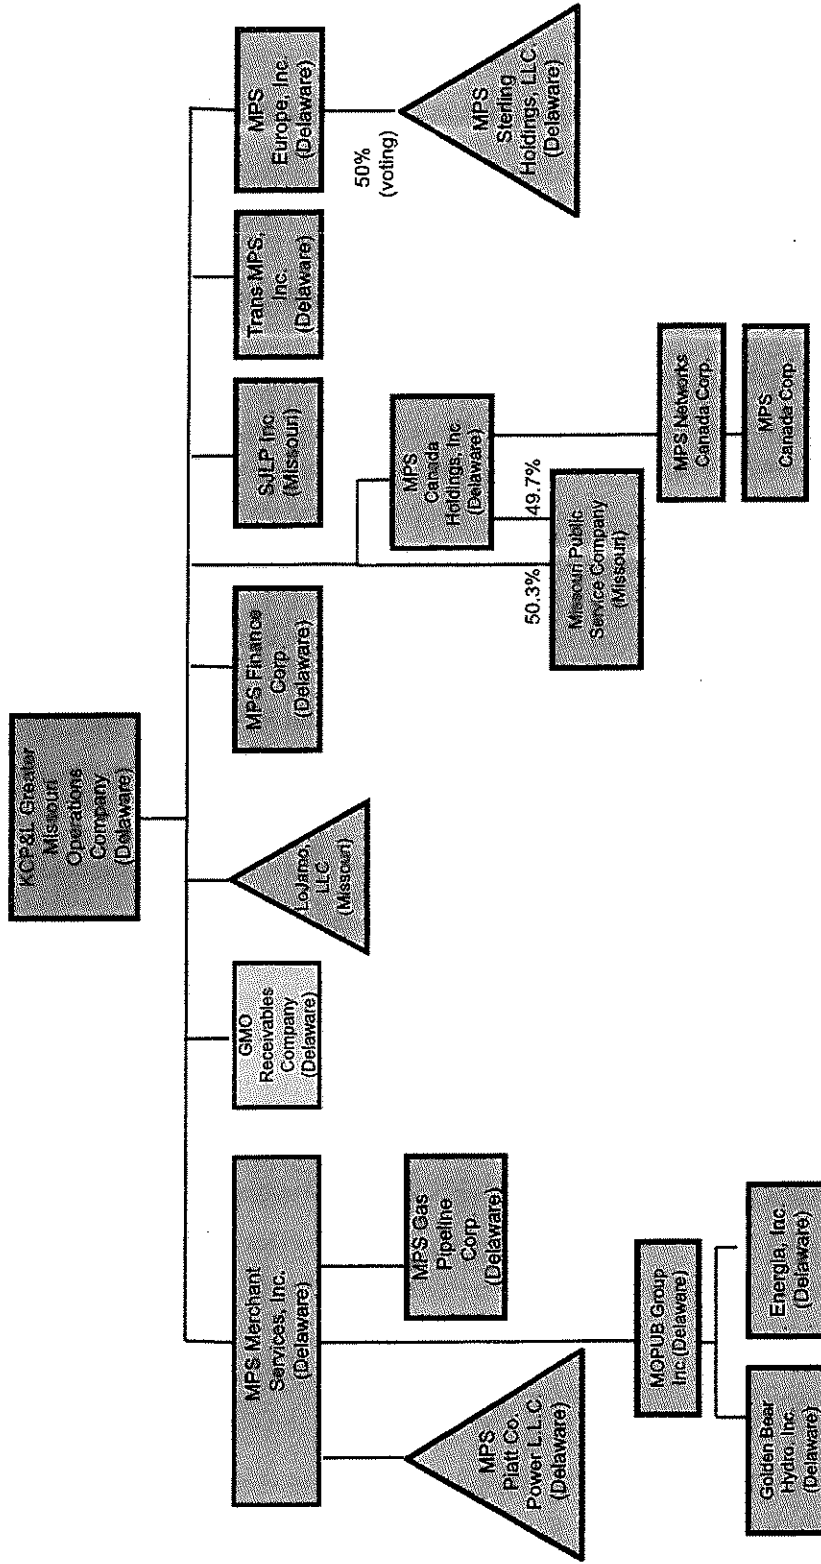 KCP&L Greater
Missouri
Operations
Company
(Delaware)
MPS Merchant
Services, Inc.
(Delaware)
GMO
Receivables
Company
(Delaware)
LoJamo,
LLC
(Missouri)
MPS Finance
Corp
(Delaware)
SJLP Inc
(Missouri)
Trans MPS,
Inc.
(Delaware)
MPS
Europe, Inc.
(Delaware)
50%
(voting)
MPS
Sterling
Holdings, LLC
(Delaware)
MPS
Canada
Holdings, Inc
(Delaware)
50.3%
49.7%
Missouri Public
Service Company
(Missouri)
MPS Networks
Canada Corp.
MPS
Canada Corp.
MPS
Piatt Co.
Power L.L.C.
(Delaware)
MPS Gas
Pipeline
Corp
(Delaware)
MOPUB Group
Inc (Delaware)
Golden Bear
Hydro, Inc.
(Delaware)
Energia, Inc
(Delaware)